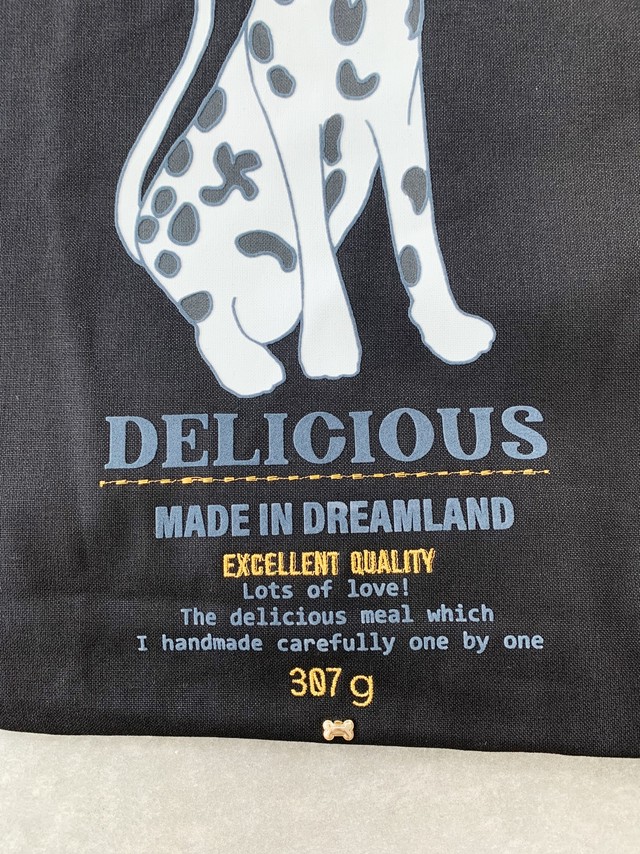 DELICIOUS
MADE IN DREAMLAND
EXCELLENT QUALITY
Lots of love!
The delicious meal which
I handmade carefully one by one
307g